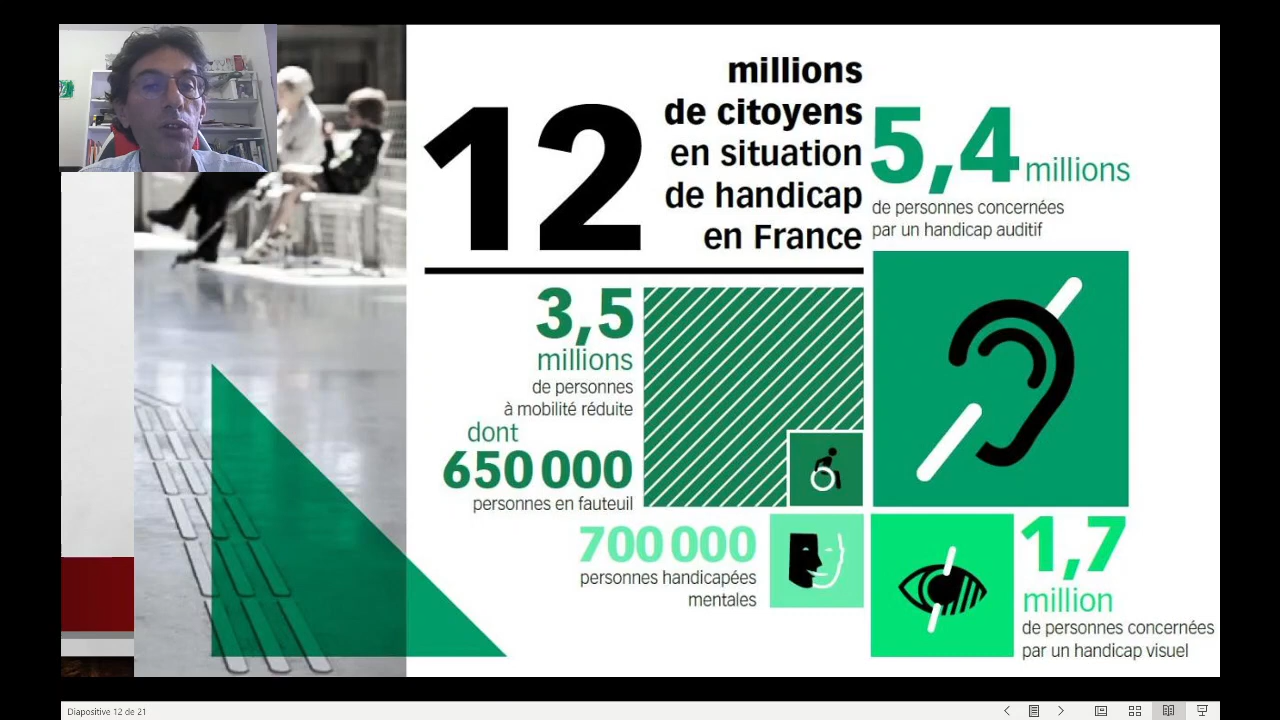 12
millions
de citoyens
en situation
de handicap
en France
5,4 millions
de personnes concernées
par un handicap auditif
3,5
millions
de personnes
à mobilité réduite
dont
650 000
personnes en fauteuil
700 000
personnes handicapées
mentales
1,7
million
de personnes concernées
par un handicap visuel
Diapositive 12 de 21